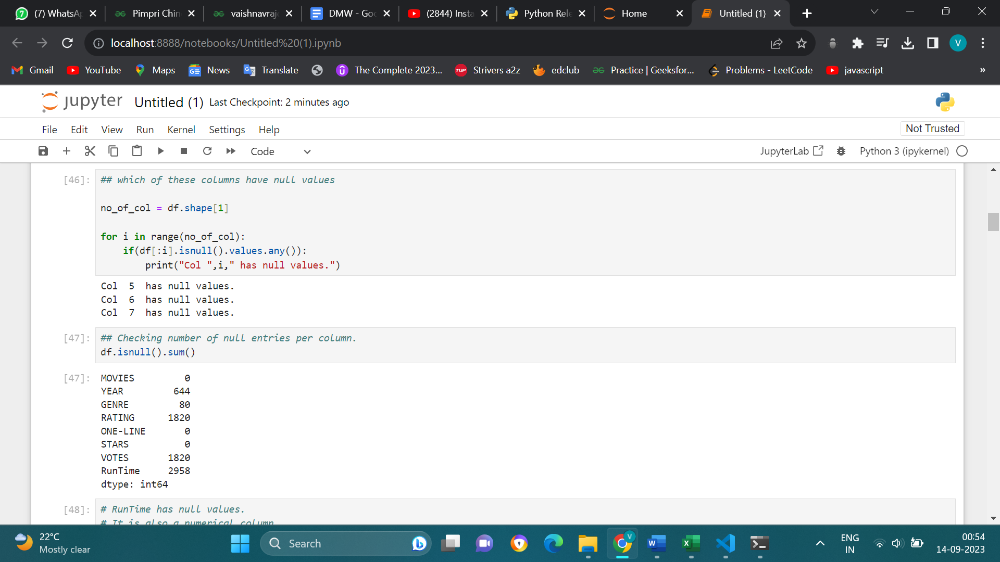 (7) WhatsAp
Pimpri Chin
vaishnavraj
DMW - Goo
(2844) Insta
Python Rele
Home
Untitled (1)
localhost:8888/notebooks/Untitled%20(1).ipynb
V
Gmail
YouTube
Maps
News
Translate
The Complete 2023...
Strivers a2z
edclub
Practice | Geeksfor...
Problems - LeetCode
javascript
»
jupyter Untitled (1) Last Checkpoint: 2 minutes ago
File Edit View Run Kernel Settings Help
Not Trusted
Code
JupyterLab
Python 3 (ipykernel)
[46]: ## which of these columns have null values
no_of_col = df.shape[1]
for i in range(no_of_col):
if(df[:i].isnull().values.any()):
print("Col ",i," has null values.")
Col  5  has null values.
Col  6  has null values.
Col  7  has null values.
[47]: ## Checking number of null entries per column.
df.isnull().sum()
[47]: MOVIES 0
YEAR 644
GENRE 80
RATING 1820
ONE-LINE 0
STARS 0
VOTES 1820
RunTime 2958
dtype: int64
[48]: # RunTime has null values.
# It is also a numerical column
22°C
Mostly clear
Search
ENG
IN
00:54
14-09-2023